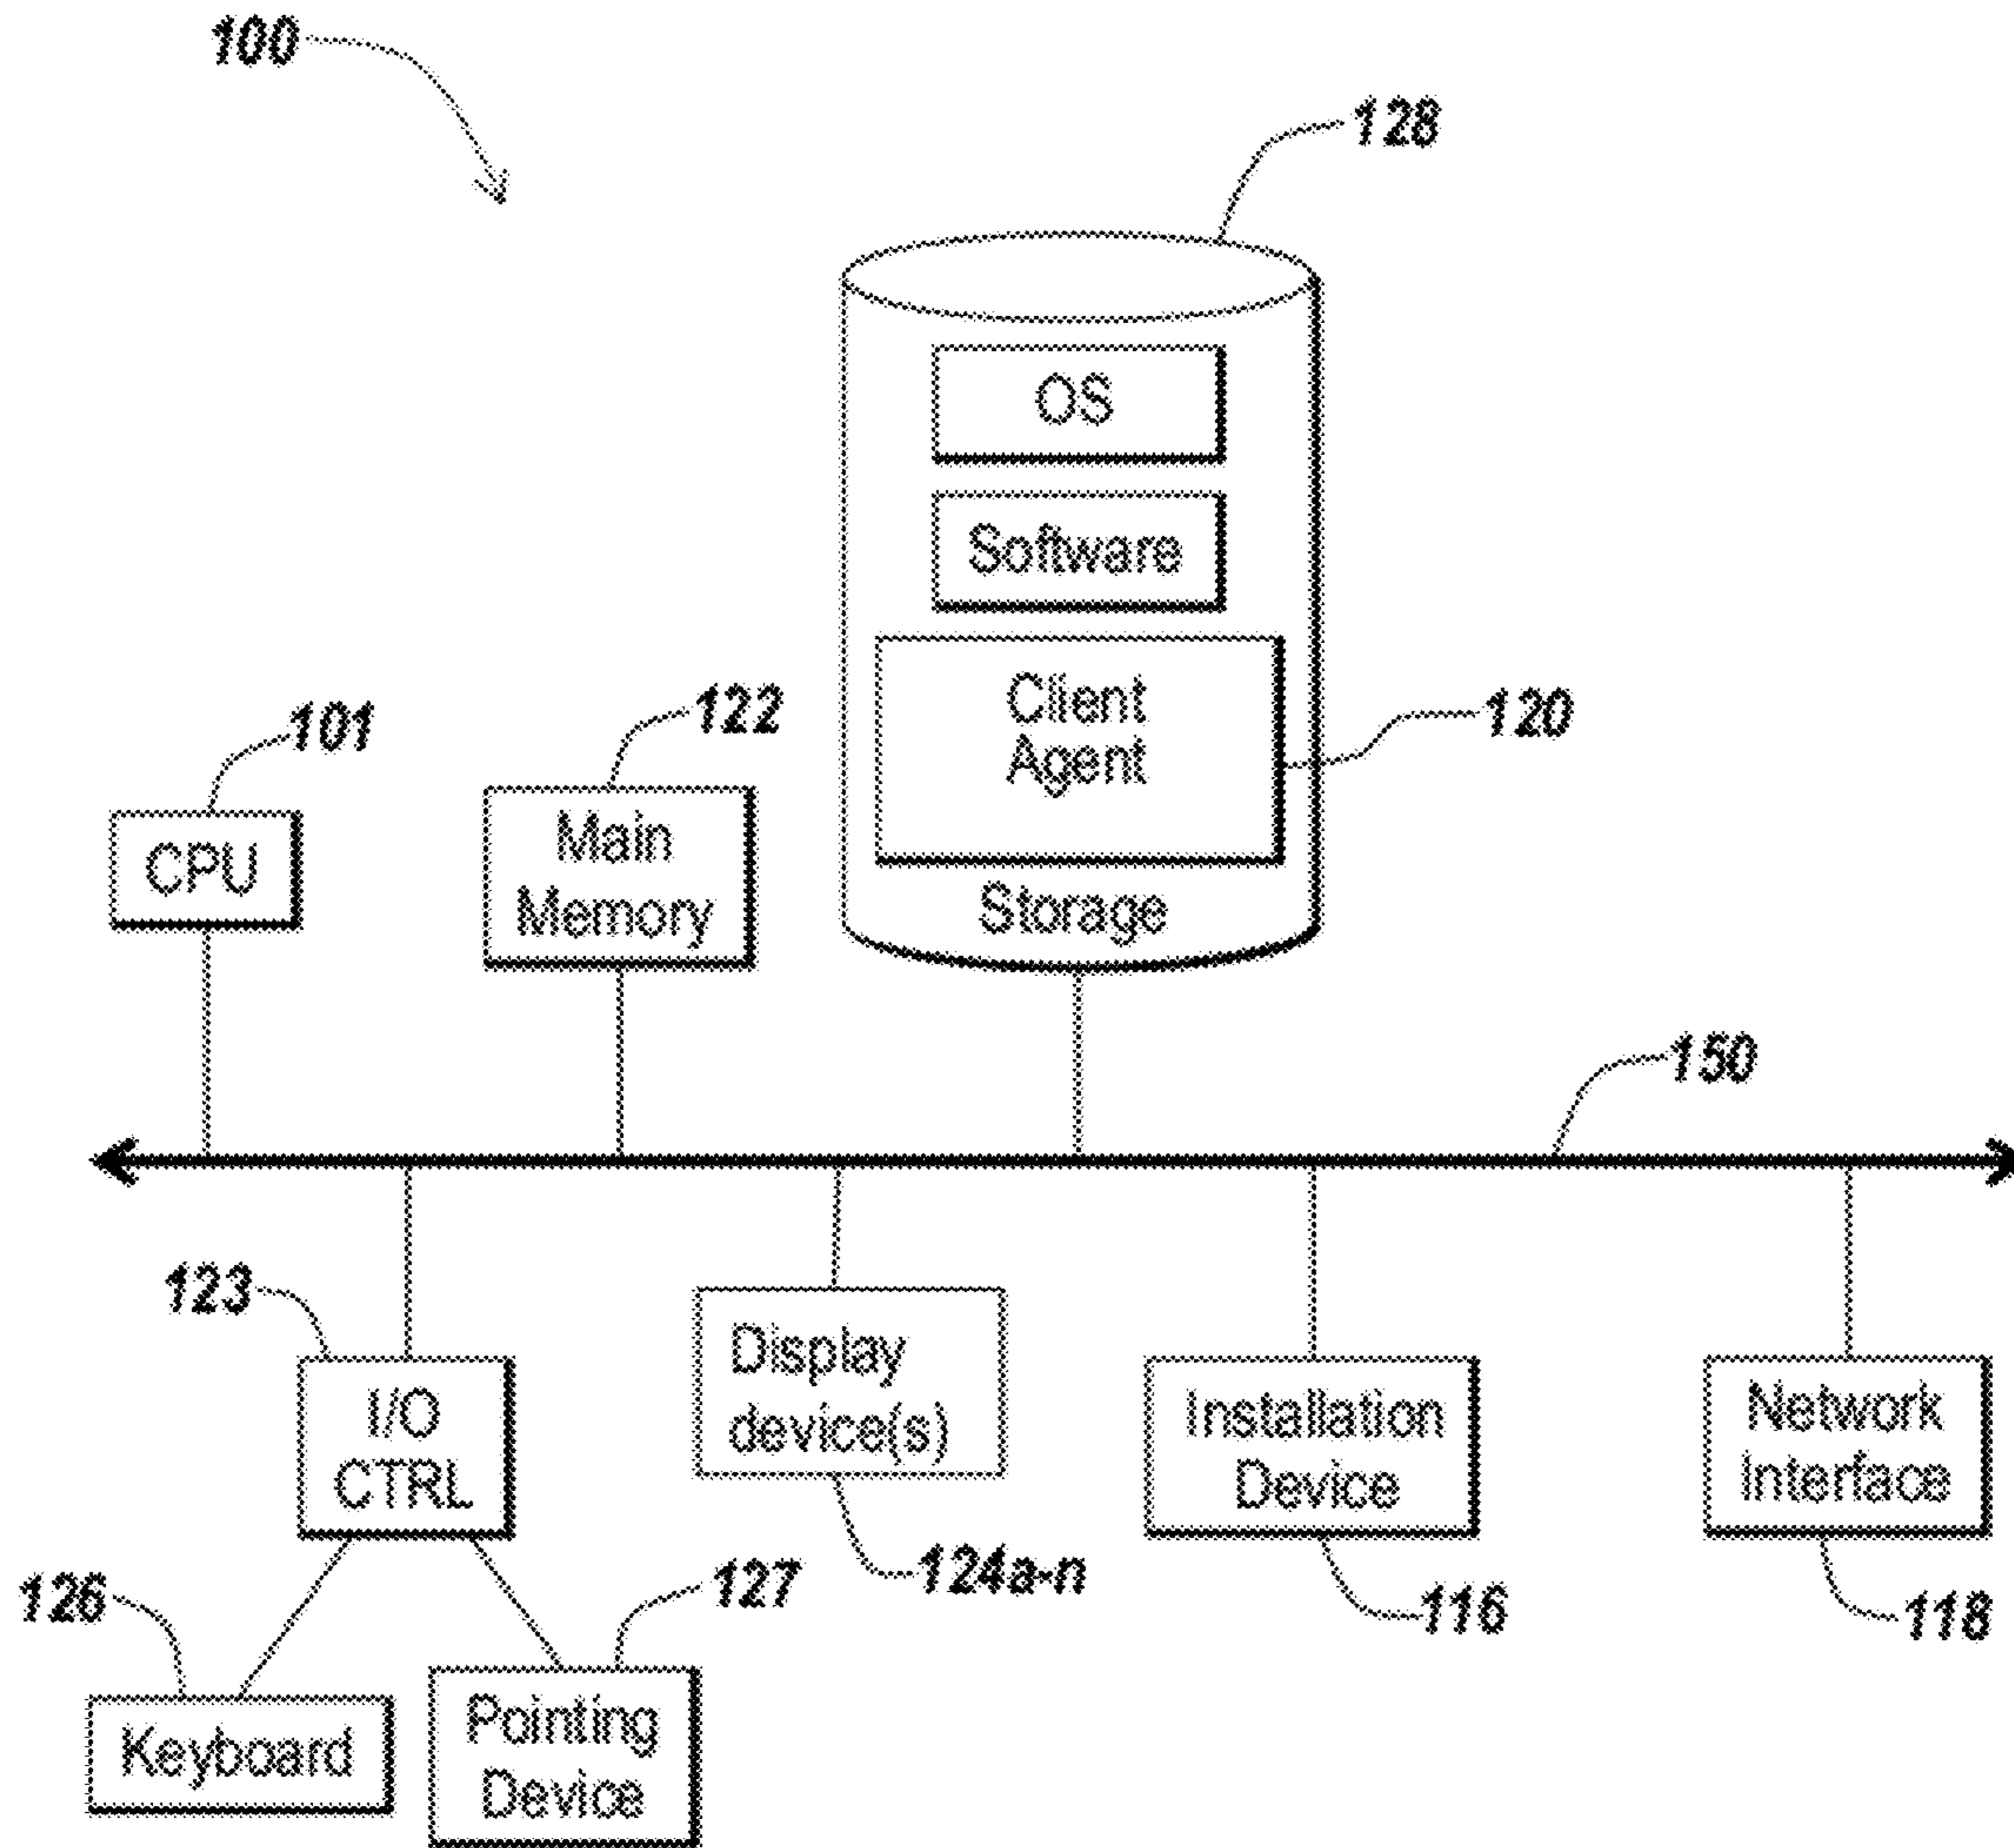 100
128
OS
Software
Client
Agent
120
Storage
101
CPU
122
Main
Memory
150
123
I/O
CTRL
Display
device(s)
124a-n
Installation
Device
116
Network
Interface
118
126
Keyboard
127
Pointing
Device